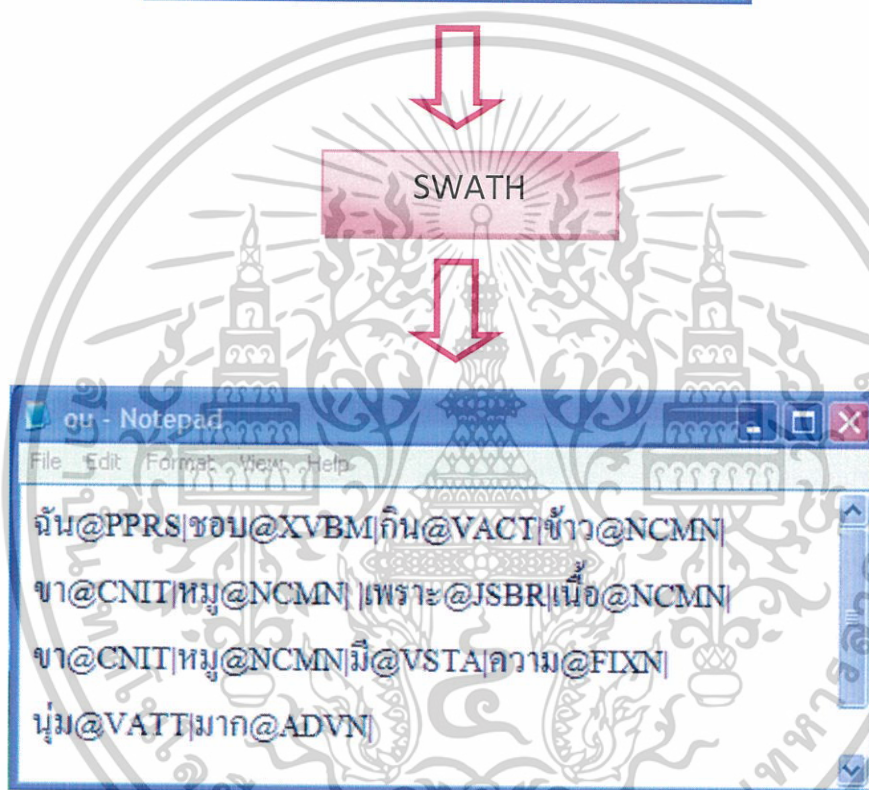 SWATH
qu - Notepad
File Edit Format View Help
ฉัน@PPRS|ชอบ@XVBM|กิน@VACT|ข้าว@NCMN|
ขา@CNIT|หมู@NCMN| |เพราะ@JSBR|เนื้อ@NCMN|
ขา@CNIT|หมู@NCMN|มี@VSTA|ความ@FIXN|
นุ่ม@VATT|มาก@ADVN|